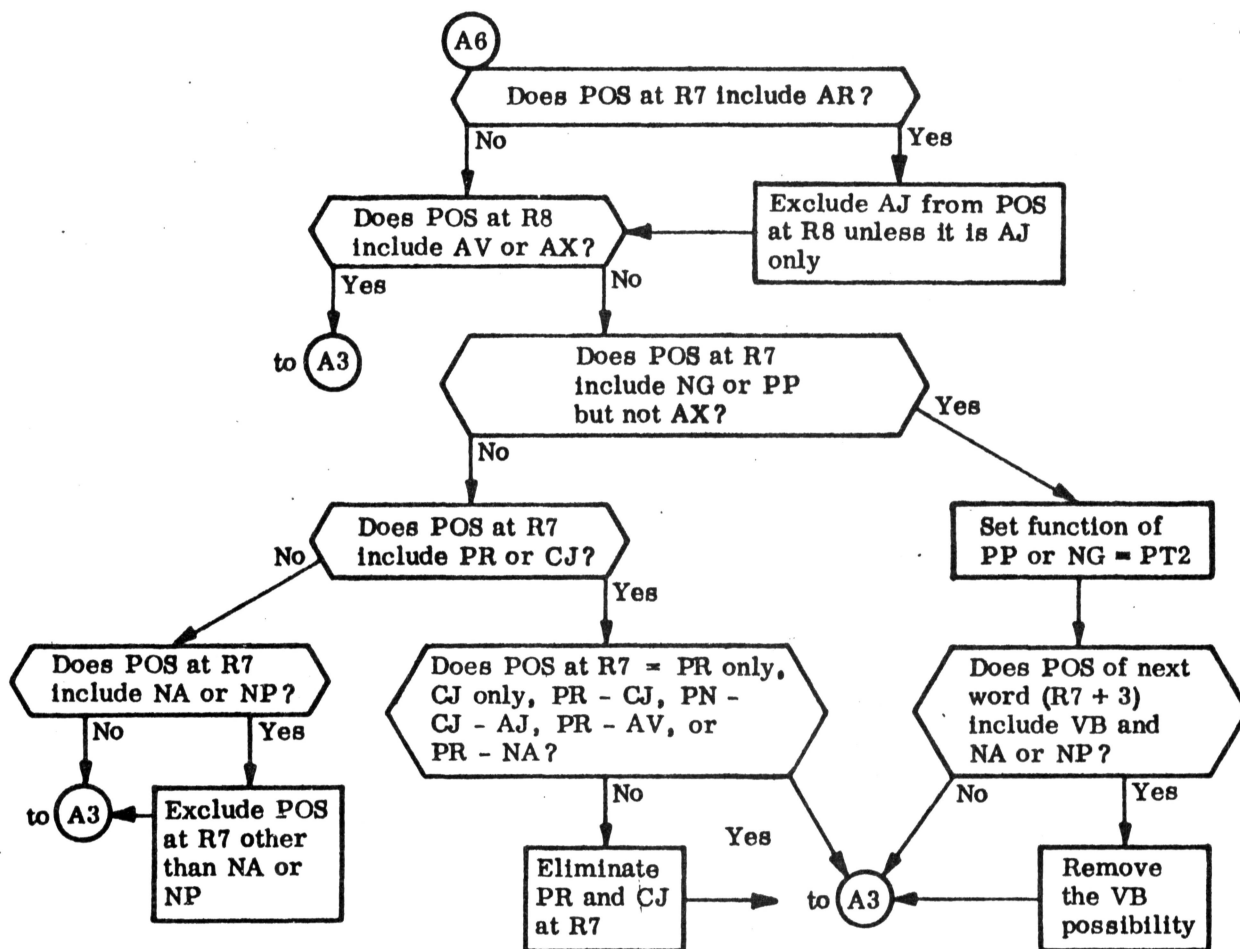 A6
Does POS at R7 include AR?
No
Yes
Does POS at R8
include AV or AX?
Exclude AJ from POS
at R8 unless it is AJ
only
Yes
No
to A3
Does POS at R7
include NG or PP
but not AX?
Yes
No
Does POS at R7
include PR or CJ?
Set function of
PP or NG = PT2
No
Yes
Does POS at R7
include NA or NP?
Does POS at R7 = PR only,
CJ only, PR - CJ, PN -
CJ - AJ, PR - AV, or
PR - NA?
Does POS of next
word (R7 + 3)
include VB and
NA or NP?
No
Yes
No
Yes
No
Yes
to A3
Exclude POS
at R7 other
than NA or
NP
Eliminate
PR and CJ
at R7
to A3
Remove
the VB
possibility